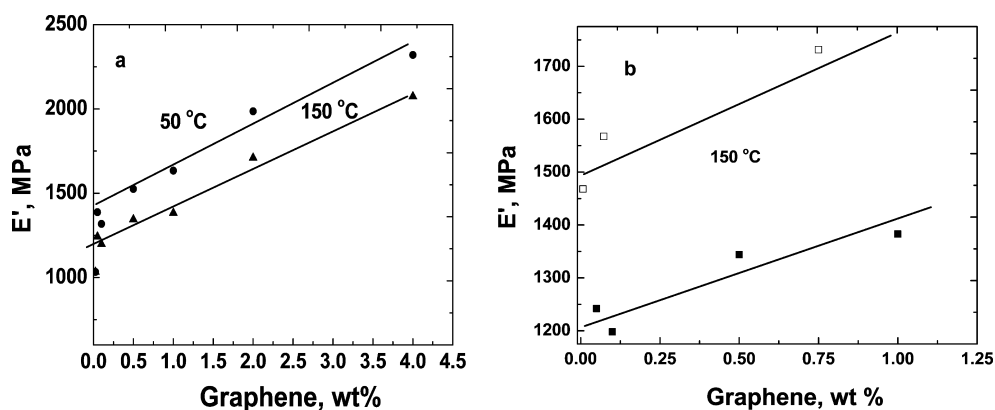 2500
2000
1500
1000
E', MPa
a
50 °C
150 °C
0.0 0.5 1.0 1.5 2.0 2.5 3.0 3.5 4.0 4.5
Graphene, wt%
1700
1600
1500
1400
1300
1200
E', MPa
b
150 °C
0.00 0.25 0.50 0.75 1.00 1.25
Graphene, wt %